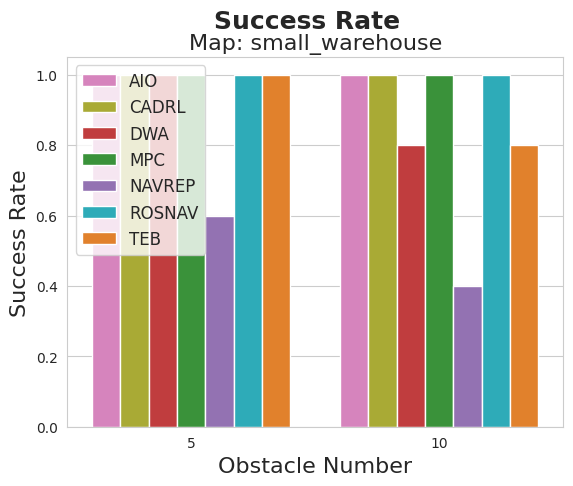 Success Rate
Map: small_warehouse
Success Rate
1.0
0.8
0.6
0.4
0.2
0.0
AIO
CADRL
DWA
MPC
NAVREP
ROSNAV
TEB
5
10
Obstacle Number